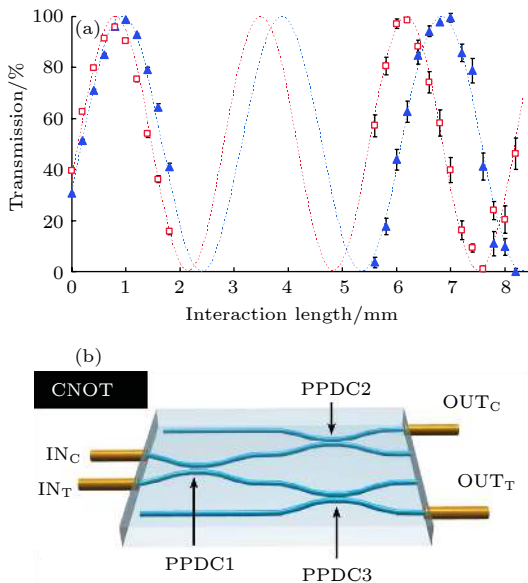 (a)
100
80
60
40
20
0
Transmission/%
0 1 2 3 4 5 6 7 8
Interaction length/mm
(b)
CNOT
PPDC2
OUTC
INC
INT
OUTT
PPDC1
PPDC3